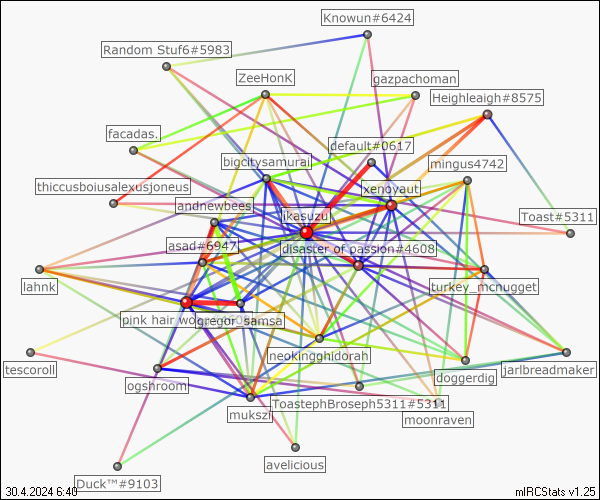 Knowun#6424
Random Stuf6#5983
ZeeHonK
gazpachoman
Heighleaigh#8575
facadas.
default#0617
bigcitysamurai
mingus4742
thiccusboiusalexusjoneus
xenoyaut
andnewbees
ikasuzu
Toast#5311
asad#6947
disaster of passion#4608
lahnk
turkey_mcnugget
pink hair wo
gregor_samsa
neokingghidorah
tescoroll
jarlbreadmaker
ogshroom
doggerdig
ToastephBroseph5311#5311
mukszi
moonraven
avelicious
Duck™#9103
30.4.2024 6:40
mIRCStats v1.25